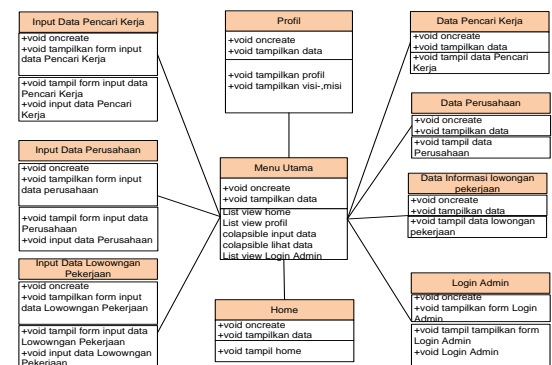 Input Data Pencari Kerja
+void oncreate
+void tampilkan form input
data Pencari Kerja
+void tampil form input data
Pencari Kerja
+void input data Pencari
Kerja
Input Data Perusahaan
+void oncreate
+void tampilkan form input
data perusahaan
+void tampil form input data
Perusahaan
+void input data Perusahaan
Input Data Lowowngan
Pekerjaan
+void oncreate
+void tampilkan form input
data Lowowngan Pekerjaan
+void tampil form input data
Lowowngan Pekerjaan
+void input data Lowowngan
Pekerjaan
Profil
+void oncreate
+void tampilkan data
+void tampilkan profil
+void tampilkan visi-,misi
Menu Utama
+void oncreate
+void tampilkan data
List view home
List view profil
colapsible input data
colapsible lihat data
List view Login Admin
Home
+void oncreate
+void tampilkan data
+void tampil home
Data Pencari Kerja
+void oncreate
+void tampilkan data
+void tampil data Pencari
Kerja
Data Perusahaan
+void oncreate
+void tampilkan data
+void tampil data
Perusahaan
Data Informasi lowongan
pekerjaan
+void oncreate
+void tampilkan data
+void tampil data lowongan
pekerjaan
Login Admin
+void oncreate
+void tampilkan form Login
Admin
+void tampil tampilkan form
Login Admin
+void Login Admin